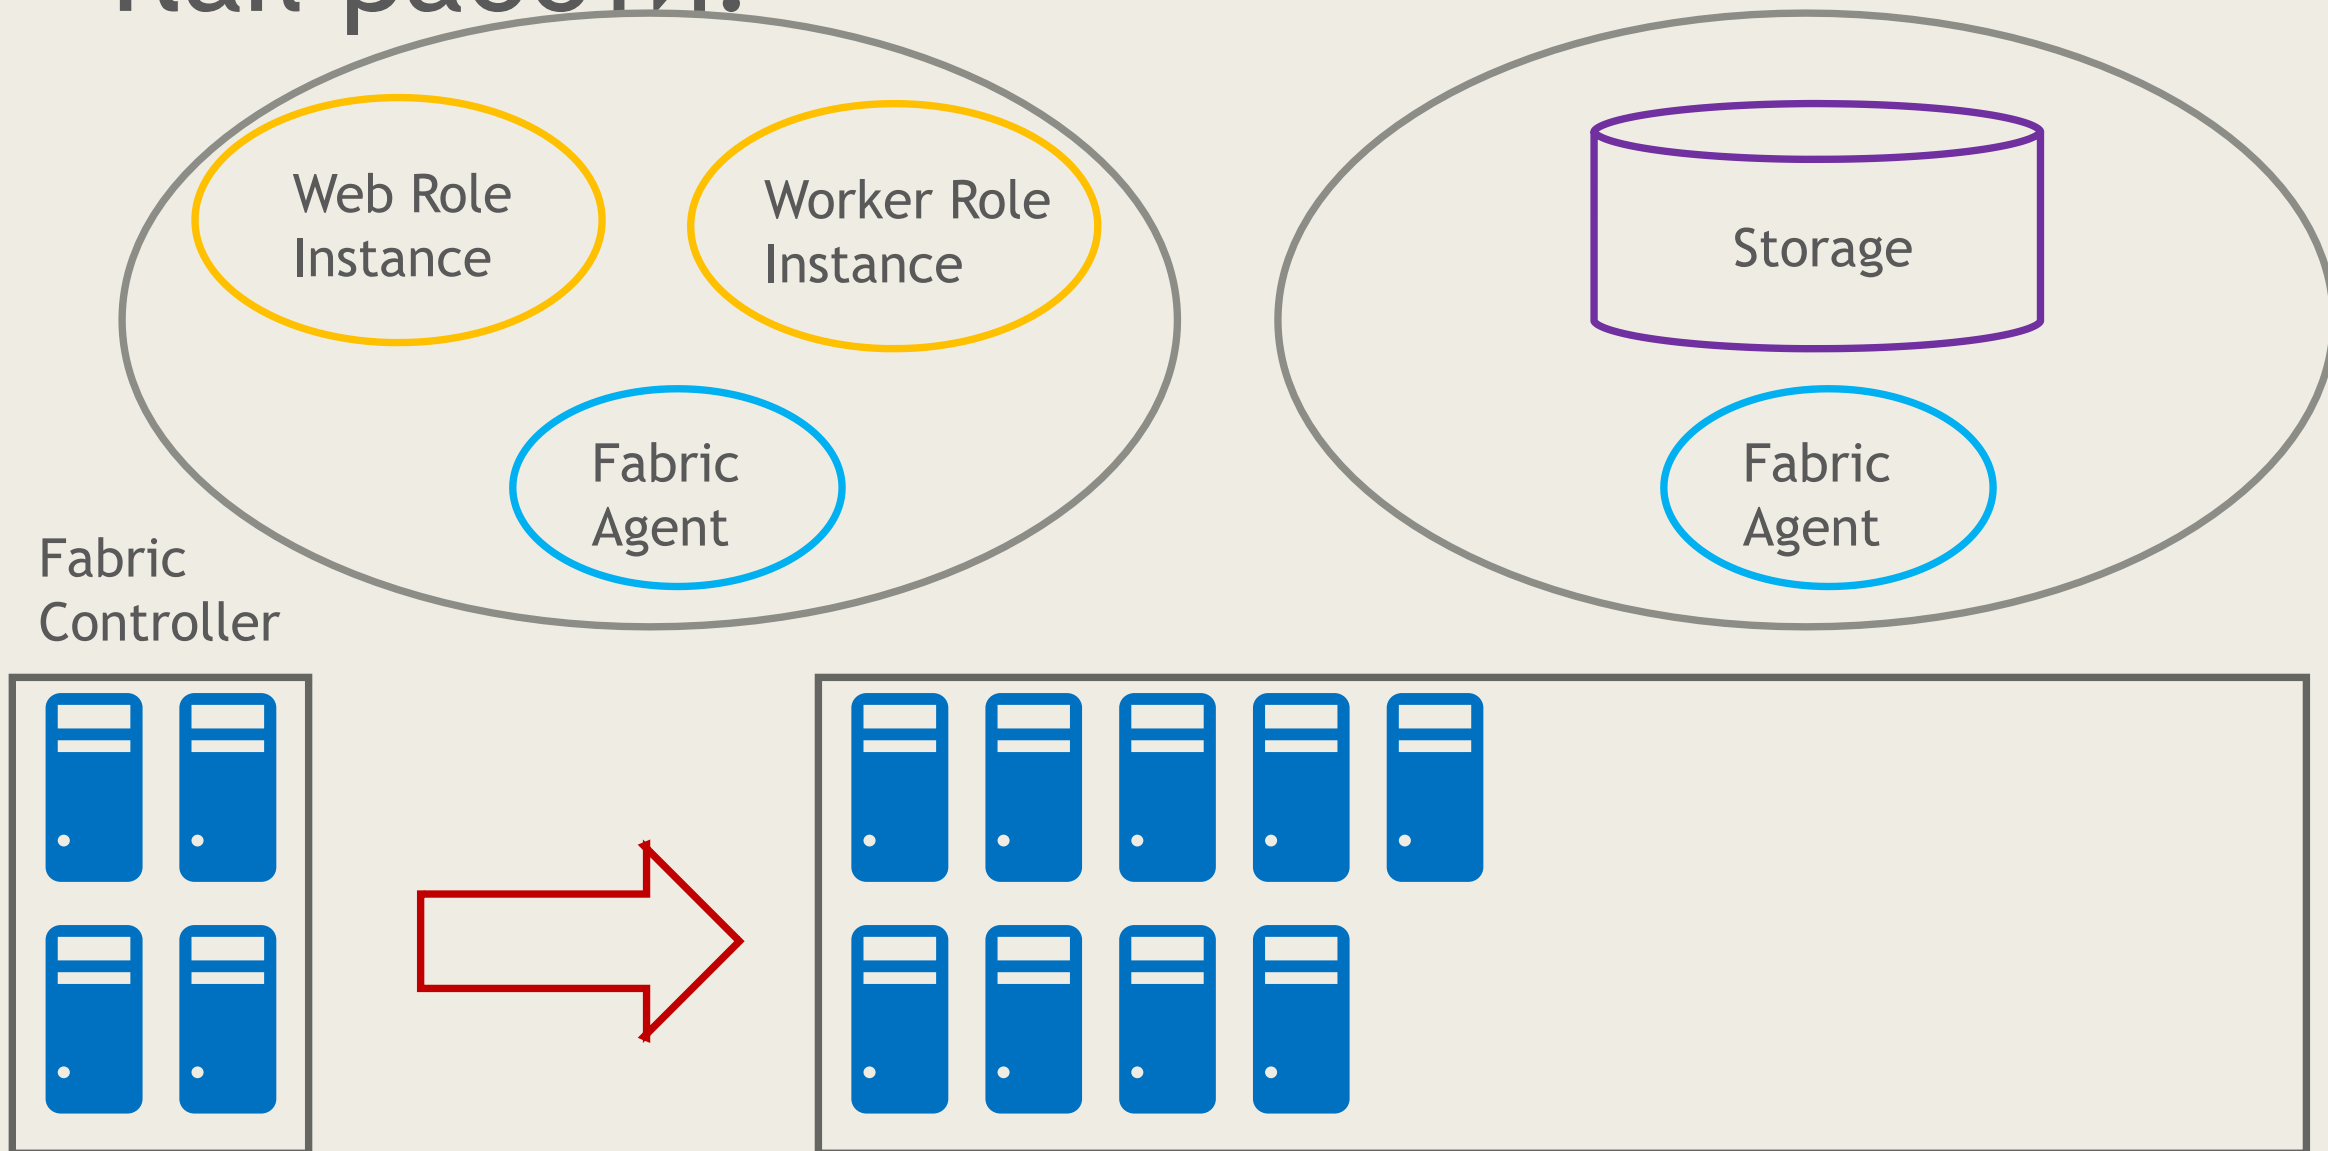 Web Role
Instance
Worker Role
Instance
Storage
Fabric
Agent
Fabric
Agent
Fabric
Controller